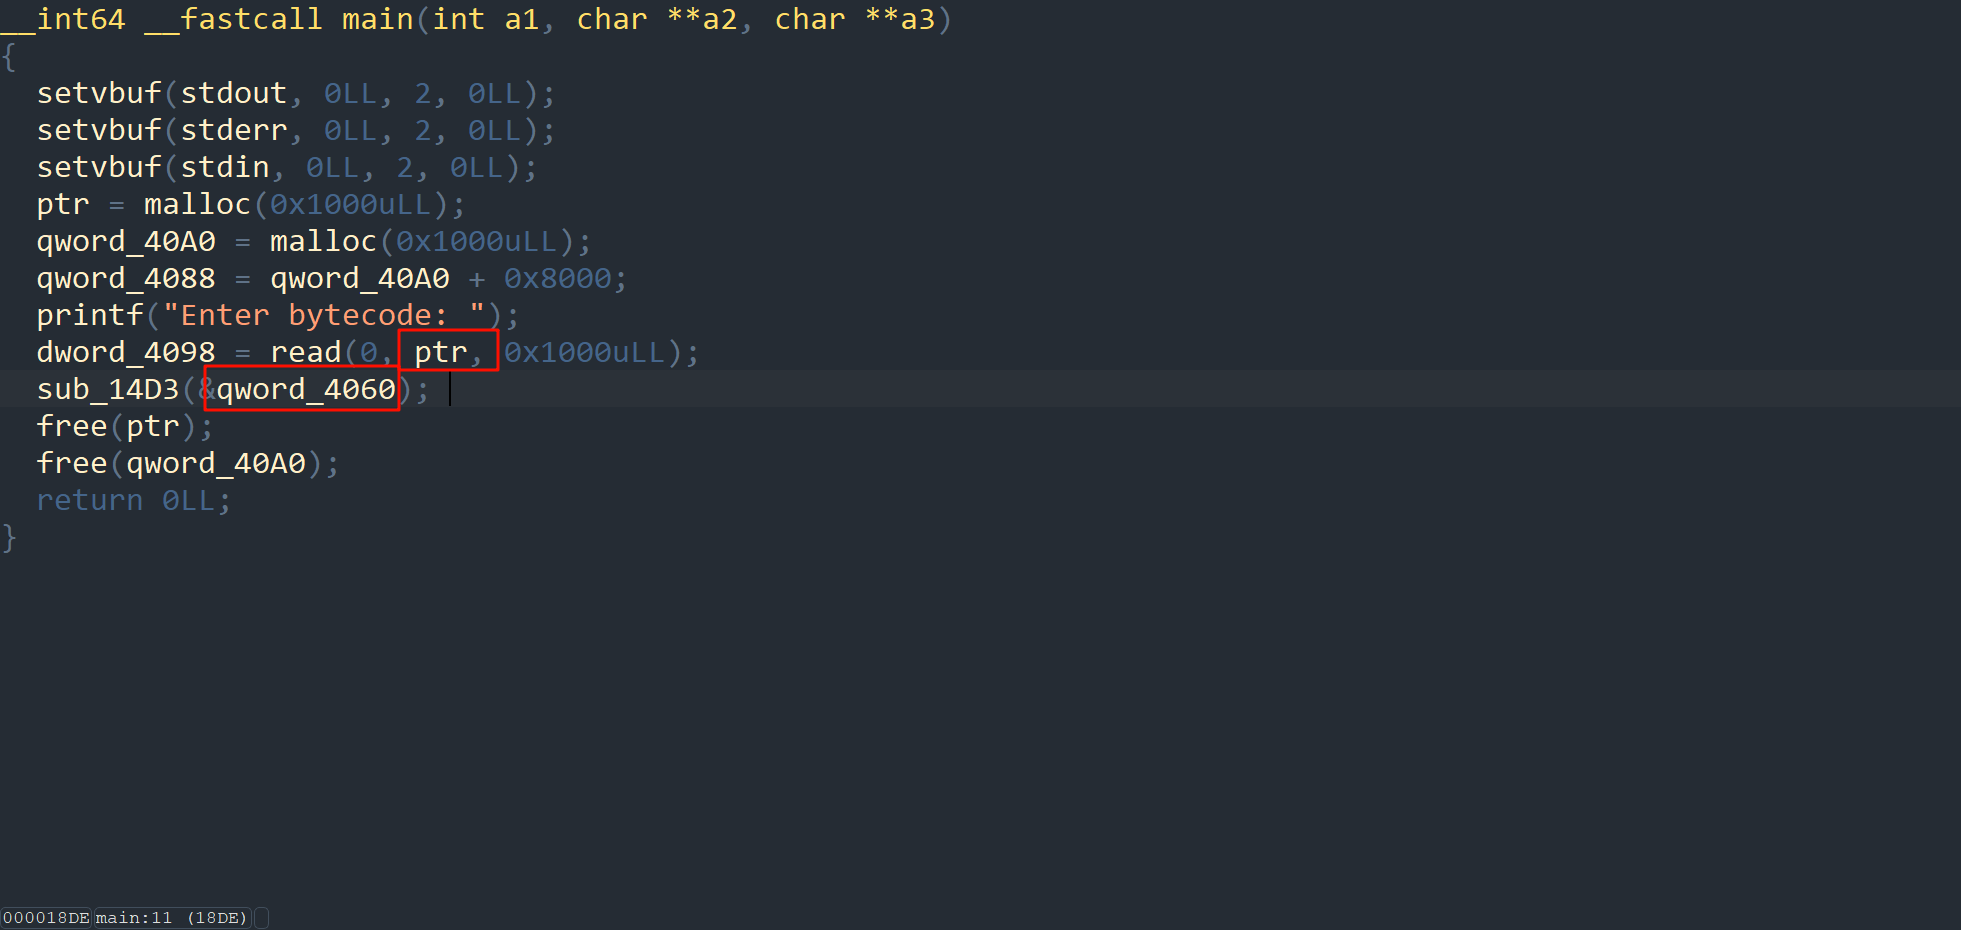 __int64 __fastcall main(int a1, char **a2, char **a3)
{
  setvbuf(stdout, 0LL, 2, 0LL);
  setvbuf(stderr, 0LL, 2, 0LL);
  setvbuf(stdin, 0LL, 2, 0LL);
  ptr = malloc(0x1000uLL);
  qword_40A0 = malloc(0x1000uLL);
  qword_4088 = qword_40A0 + 0x8000;
  printf("Enter bytecode: ");
  dword_4098 = read(0, ptr, 0x1000uLL);
  sub_14D3(&qword_4060);
  free(ptr);
  free(qword_40A0);
  return 0LL;
}
000018DE main:11 (18DE)